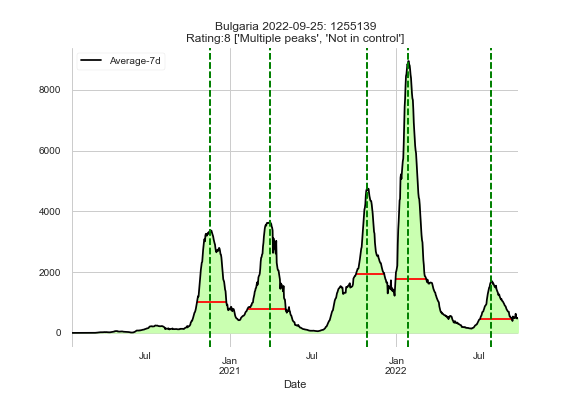 Bulgaria 2022-09-25: 1255139
Rating:8 ['Multiple peaks', 'Not in control']
Average-7d
8000
6000
4000
2000
0
Jul
Jan
2021
Jul
Jan
2022
Jul
Date